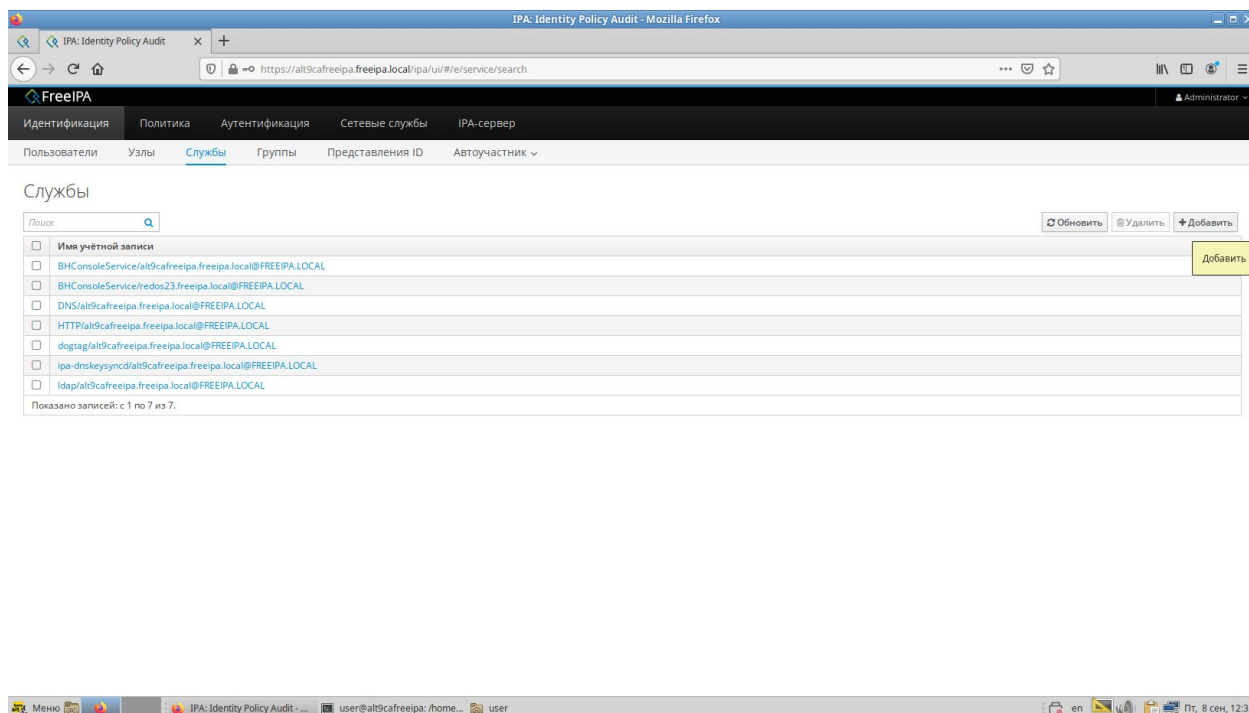 IPA: Identity Policy Audit - Mozilla Firefox
IPA: Identity Policy Audit
https://alt9cafreeipa.freeipa.local/ipa/ui/#/e/service/search
FreeIPA
Administrator
Идентификация Политика Аутентификация Сетевые службы IPA-сервер
Пользователи Узлы Службы Группы Представления ID Автоучастник
Службы
Поиск Обновить Удалить Добавить
Имя учётной записи
Добавить
BHConsoleService/alt9cafreeipa.freeipa.local@FREEIPA.LOCAL
BHConsoleService/redos23.freeipa.local@FREEIPA.LOCAL
DNS/alt9cafreeipa.freeipa.local@FREEIPA.LOCAL
HTTP/alt9cafreeipa.freeipa.local@FREEIPA.LOCAL
dogtag/alt9cafreeipa.freeipa.local@FREEIPA.LOCAL
ipa-dnskeysyncd/alt9cafreeipa.freeipa.local@FREEIPA.LOCAL
ldap/alt9cafreeipa.freeipa.local@FREEIPA.LOCAL
Показано записей: с 1 по 7 из 7.
Меню IPA: Identity Policy Audit - ... user@alt9cafreeipa: /home... user en Пт, 8 сен, 12:3